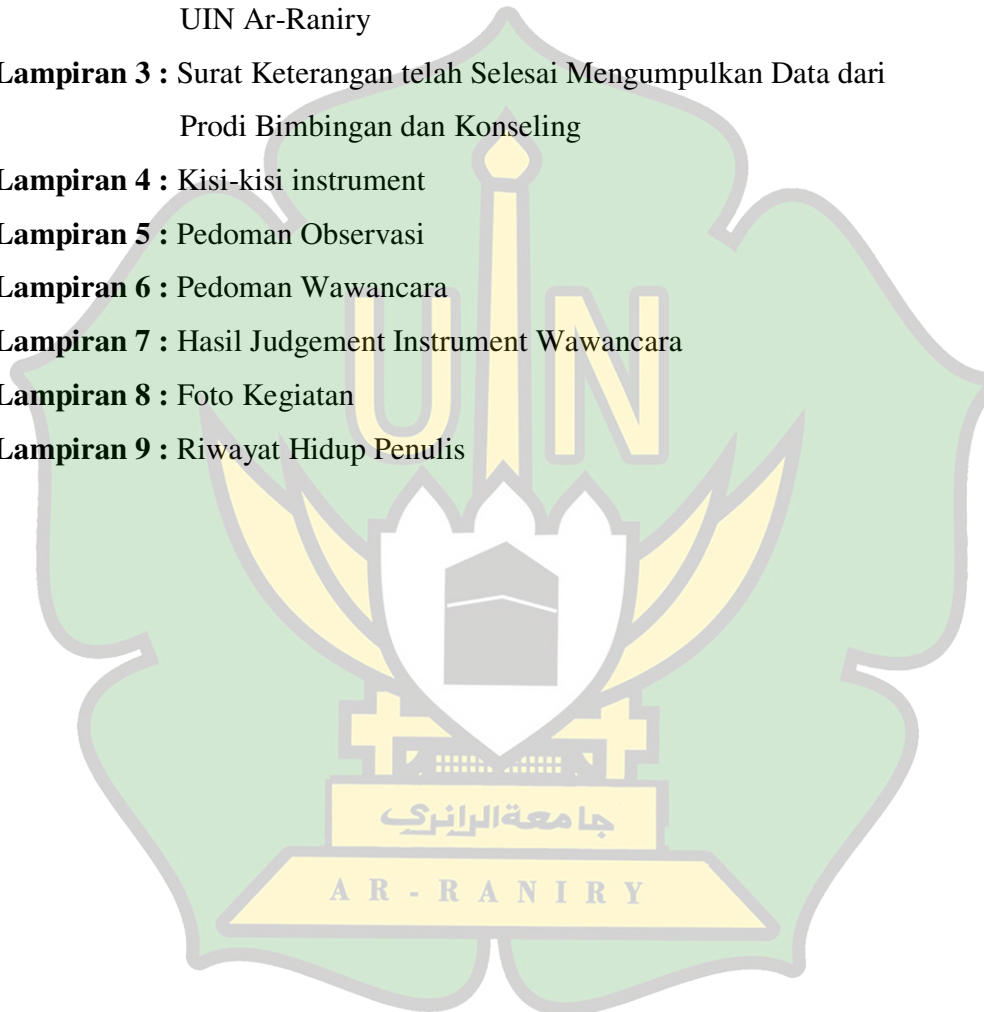 UIN Ar-Raniry
Lampiran 3 : Surat Keterangan telah Selesai Mengumpulkan Data dari
Prodi Bimbingan dan Konseling
Lampiran 4 : Kisi-kisi instrument
Lampiran 5 : Pedoman Observasi
Lampiran 6 : Pedoman Wawancara
Lampiran 7 : Hasil Judgement Instrument Wawancara
Lampiran 8 : Foto Kegiatan
Lampiran 9 : Riwayat Hidup Penulis
UIN
جامعةالرانري
AR-RANIRY